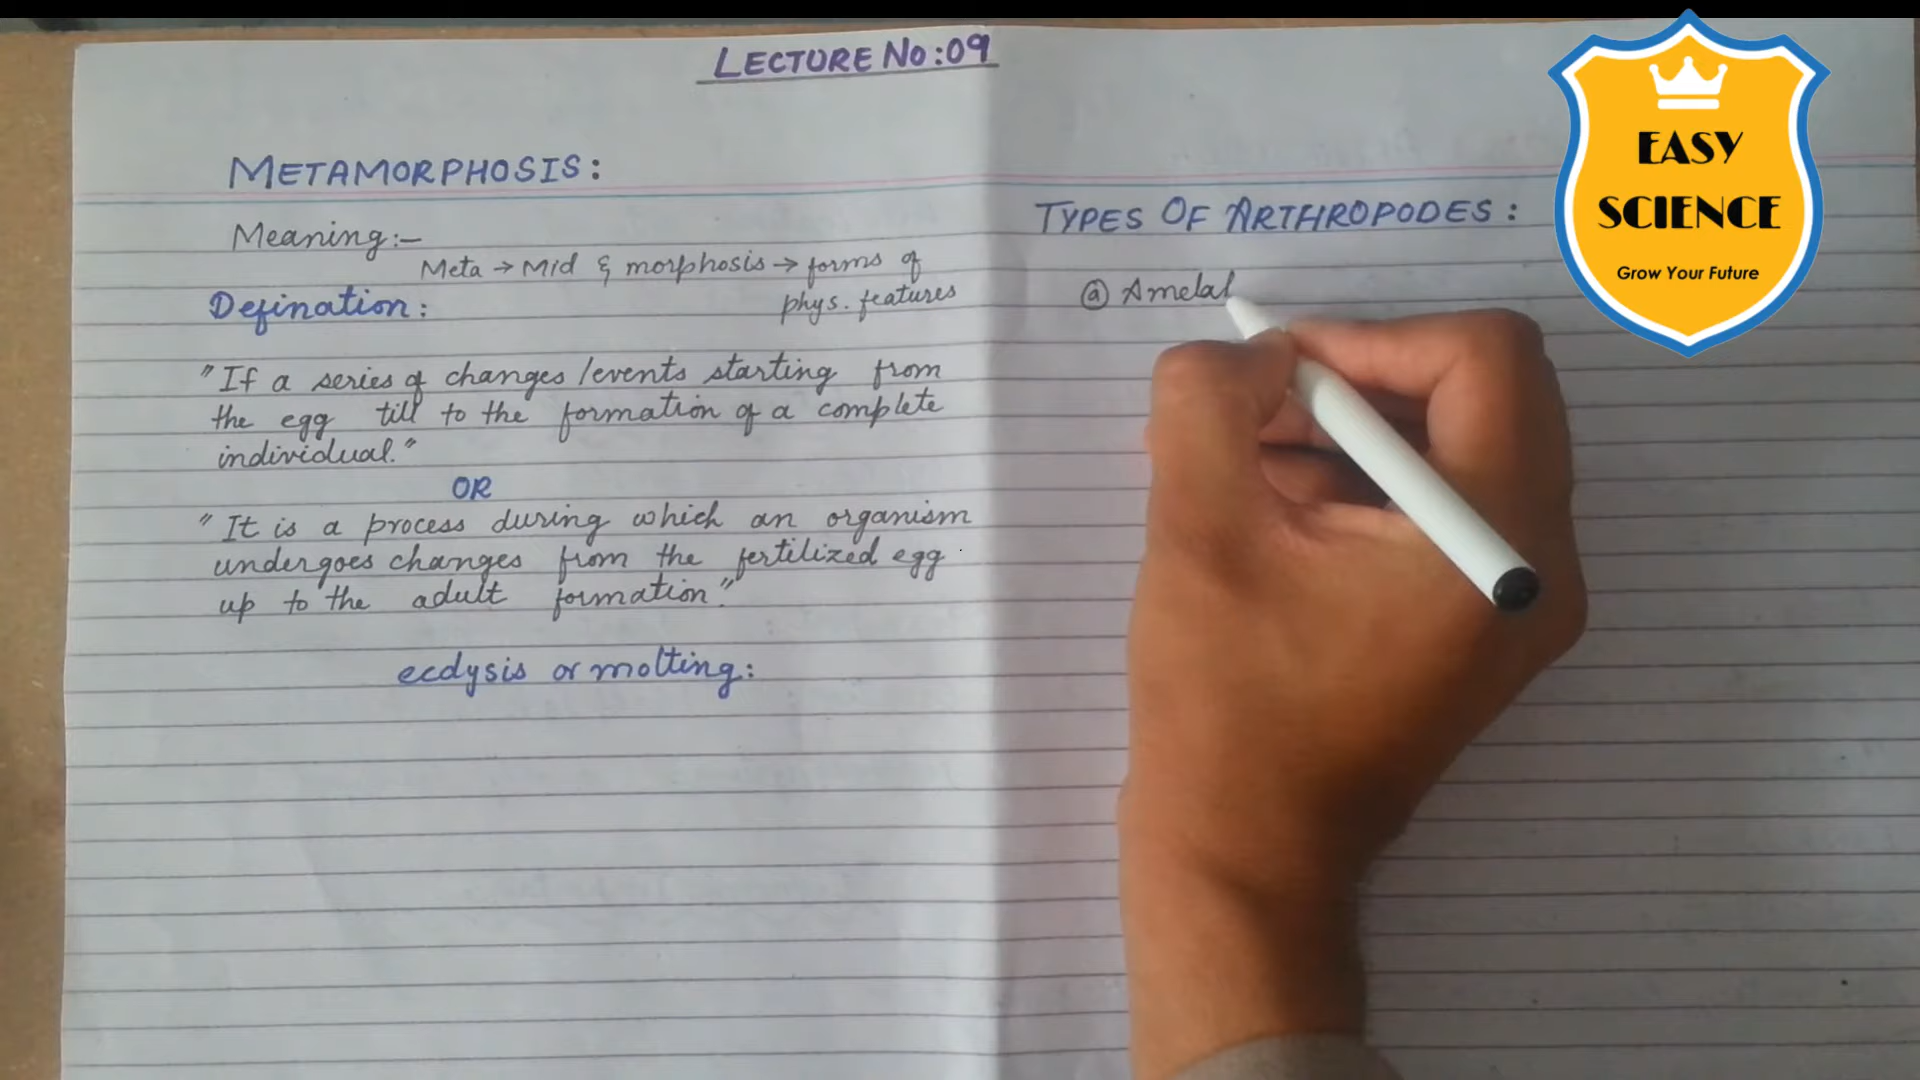 LECTURE NO:09
METAMORPHOSIS:
Meaning:-
Meta → Mid & morphosis → forms of
phys. features
Defination:
"If a series of changes/events starting from
the egg till to the formation of a complete
individual."
OR
"It is a process during which an organism
undergoes changes from the fertilized egg
up to the adult formation."
ecdysis or molting:
TYPES OF ARTHROPODES:
ⓐ Amelal
EASY
SCIENCE
Grow Your Future